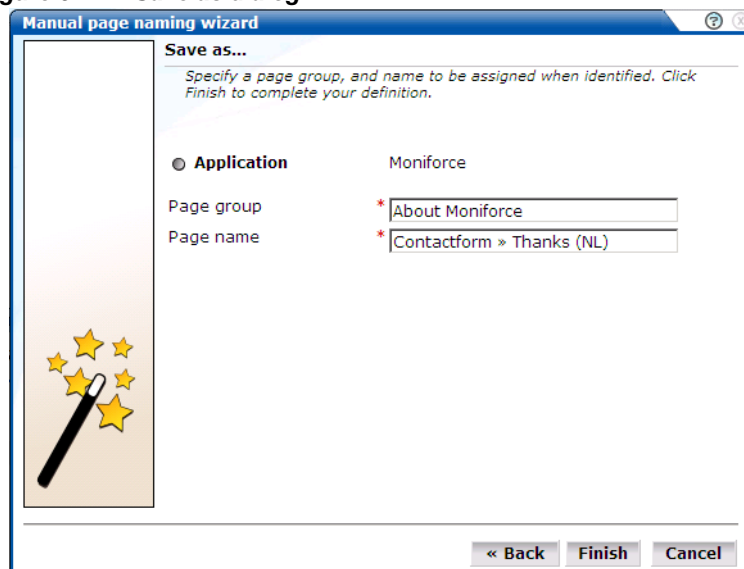 Manual page naming wizard
Save as...
Specify a page group, and name to be assigned when identified. Click
Finish to complete your definition.
Application Moniforce
Page group * About Moniforce
Page name * Contactform » Thanks (NL)
« Back Finish Cancel